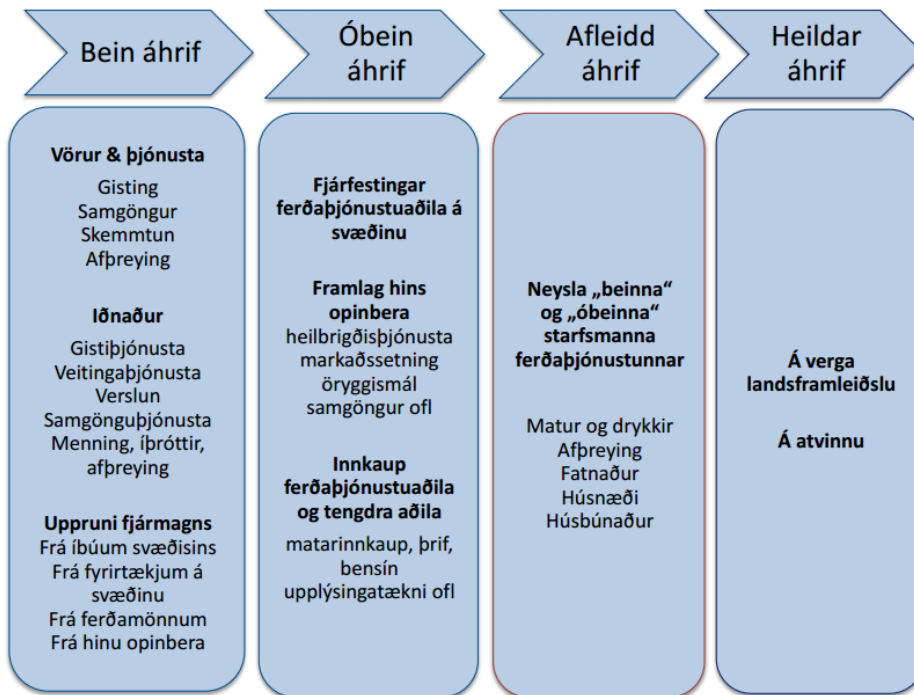 Bein áhrif
Óbein
áhrif
Afleidd
áhrif
Heildar
áhrif
Vörur & þjónusta
Gisting
Samgöngur
Skemmtun
Afþreying
Iðnaður
Gistiþjónusta
Veitingaþjónusta
Verslun
Samgönguþjónusta
Menning, íþróttir,
afþreying
Uppruni fjármagns
Frá íbúum svæðisins
Frá fyrirtækjum á
svæðinu
Frá ferðamönnum
Frá hinu opinbera
Fjárfestingar
ferðaþjónustuaðila á
svæðinu
Framlag hins
opinbera
heilbrigðisþjónusta
markaðssetning
öryggismál
samgöngur ofl
Innkaup
ferðaþjónustuaðila
og tengdra aðila
matarinnkaup, þrif,
bensín
upplýsingatækni ofl
Neysla „beinna“
og „óbeinna“
starfsmanna
ferðaþjónustunnar
Matur og drykkir
Afþreying
Fatnaður
Húsnæði
Húsbúnaður
Á verga
landsframleiðslu
Á atvinnu